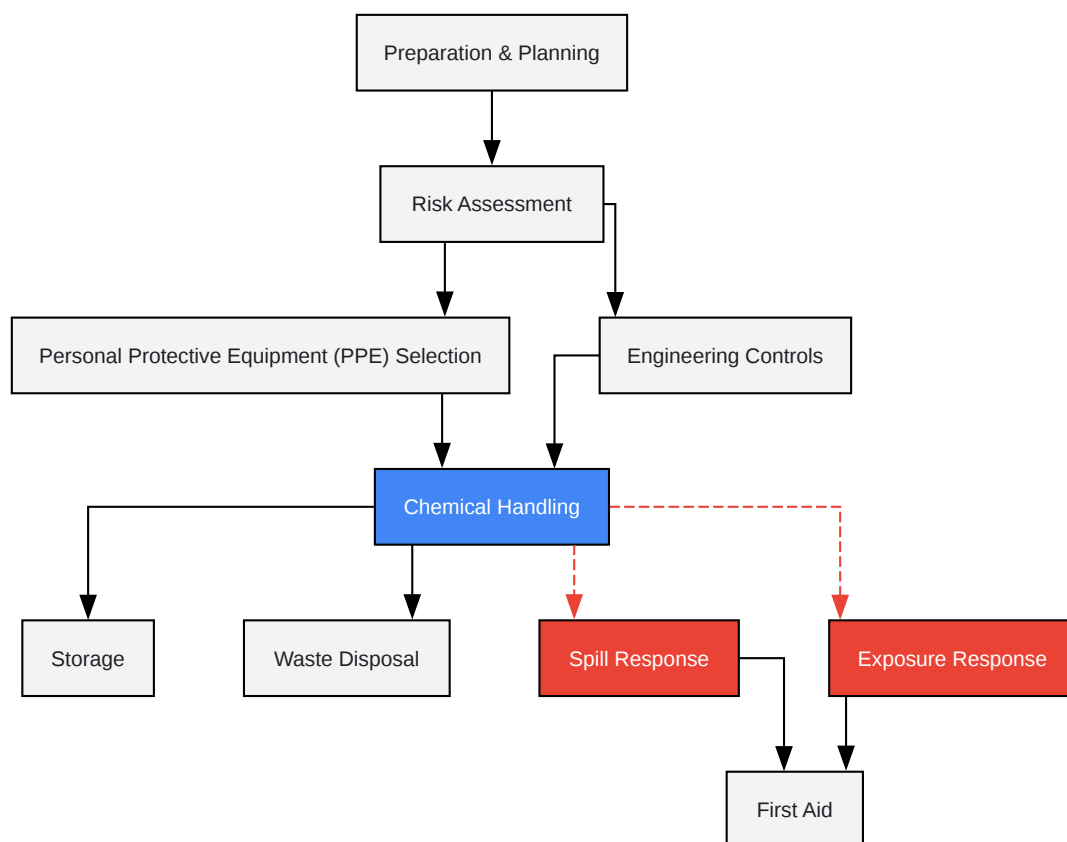 Preparation & Planning
Risk Assessment
Personal Protective Equipment (PPE) Selection
Engineering Controls
Chemical Handling
Storage
Waste Disposal
Spill Response
Exposure Response
First Aid